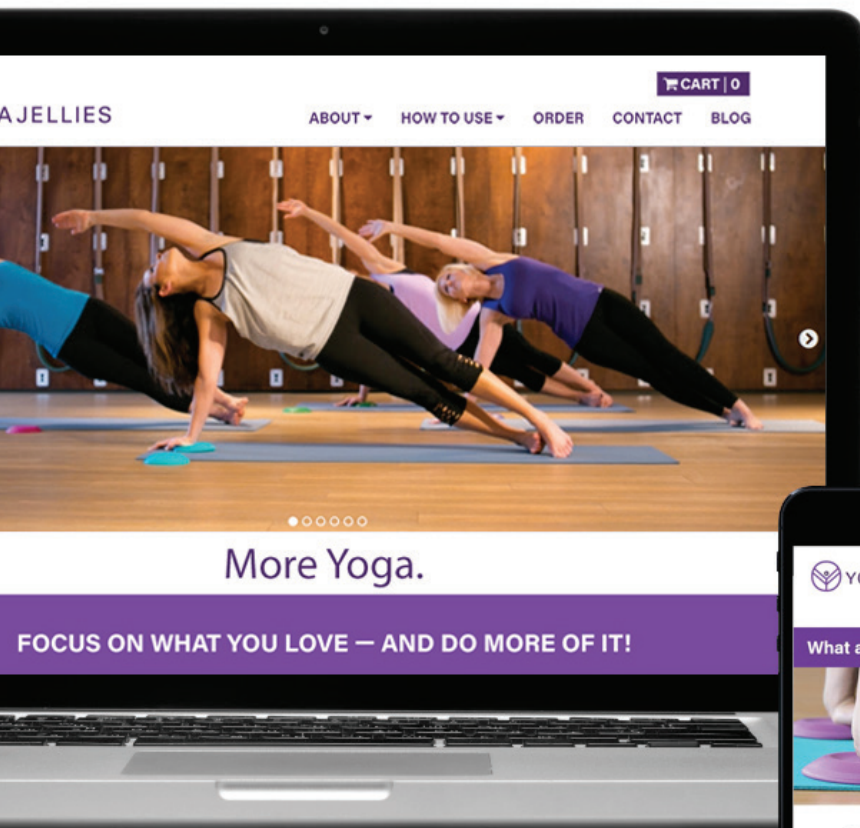 CART | 0
AJELLIES
ABOUT HOW TO USE ORDER CONTACT BLOG
More Yoga.
FOCUS ON WHAT YOU LOVE — AND DO MORE OF IT!
YO
What a